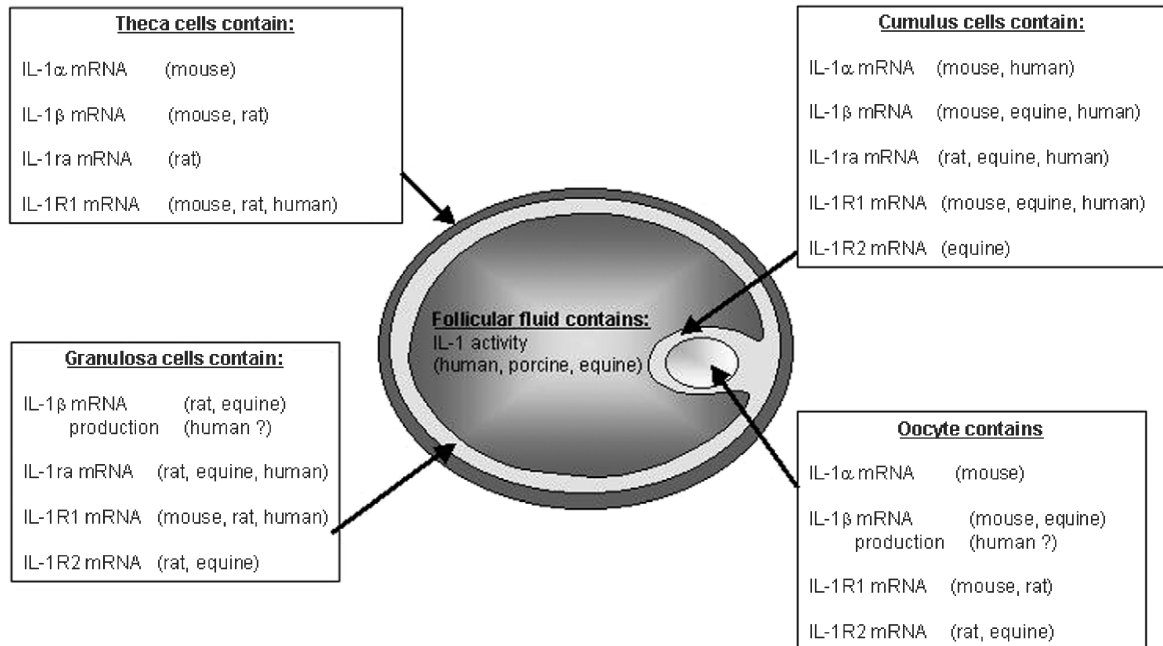 Theca cells contain:
IL-1α mRNA (mouse)
IL-1β mRNA (mouse, rat)
IL-1ra mRNA (rat)
IL-1R1 mRNA (mouse, rat, human)
Cumulus cells contain:
IL-1α mRNA (mouse, human)
IL-1β mRNA (mouse, equine, human)
IL-1ra mRNA (rat, equine, human)
IL-1R1 mRNA (mouse, equine, human)
IL-1R2 mRNA (equine)
Follicular fluid contains:
IL-1 activity
(human, porcine, equine)
Granulosa cells contain:
IL-1β mRNA (rat, equine)
production (human ?)
IL-1ra mRNA (rat, equine, human)
IL-1R1 mRNA (mouse, rat, human)
IL-1R2 mRNA (rat, equine)
Oocyte contains
IL-1α mRNA (mouse)
IL-1β mRNA (mouse, equine)
production (human ?)
IL-1R1 mRNA (mouse, rat)
IL-1R2 mRNA (rat, equine)